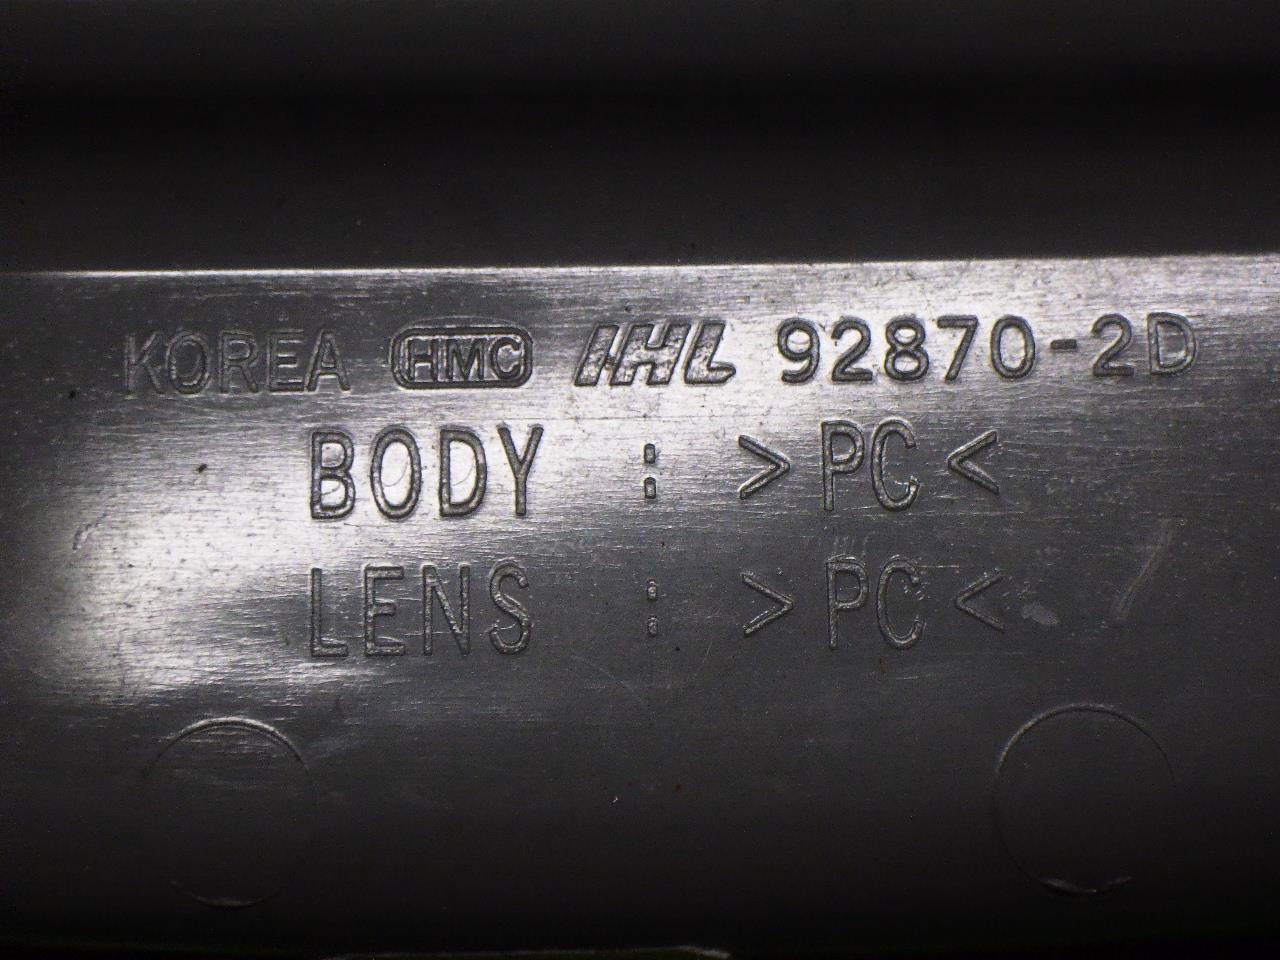 KOREA HMC IHL 92870-2D
BODY : >PC<
LENS : >PC<